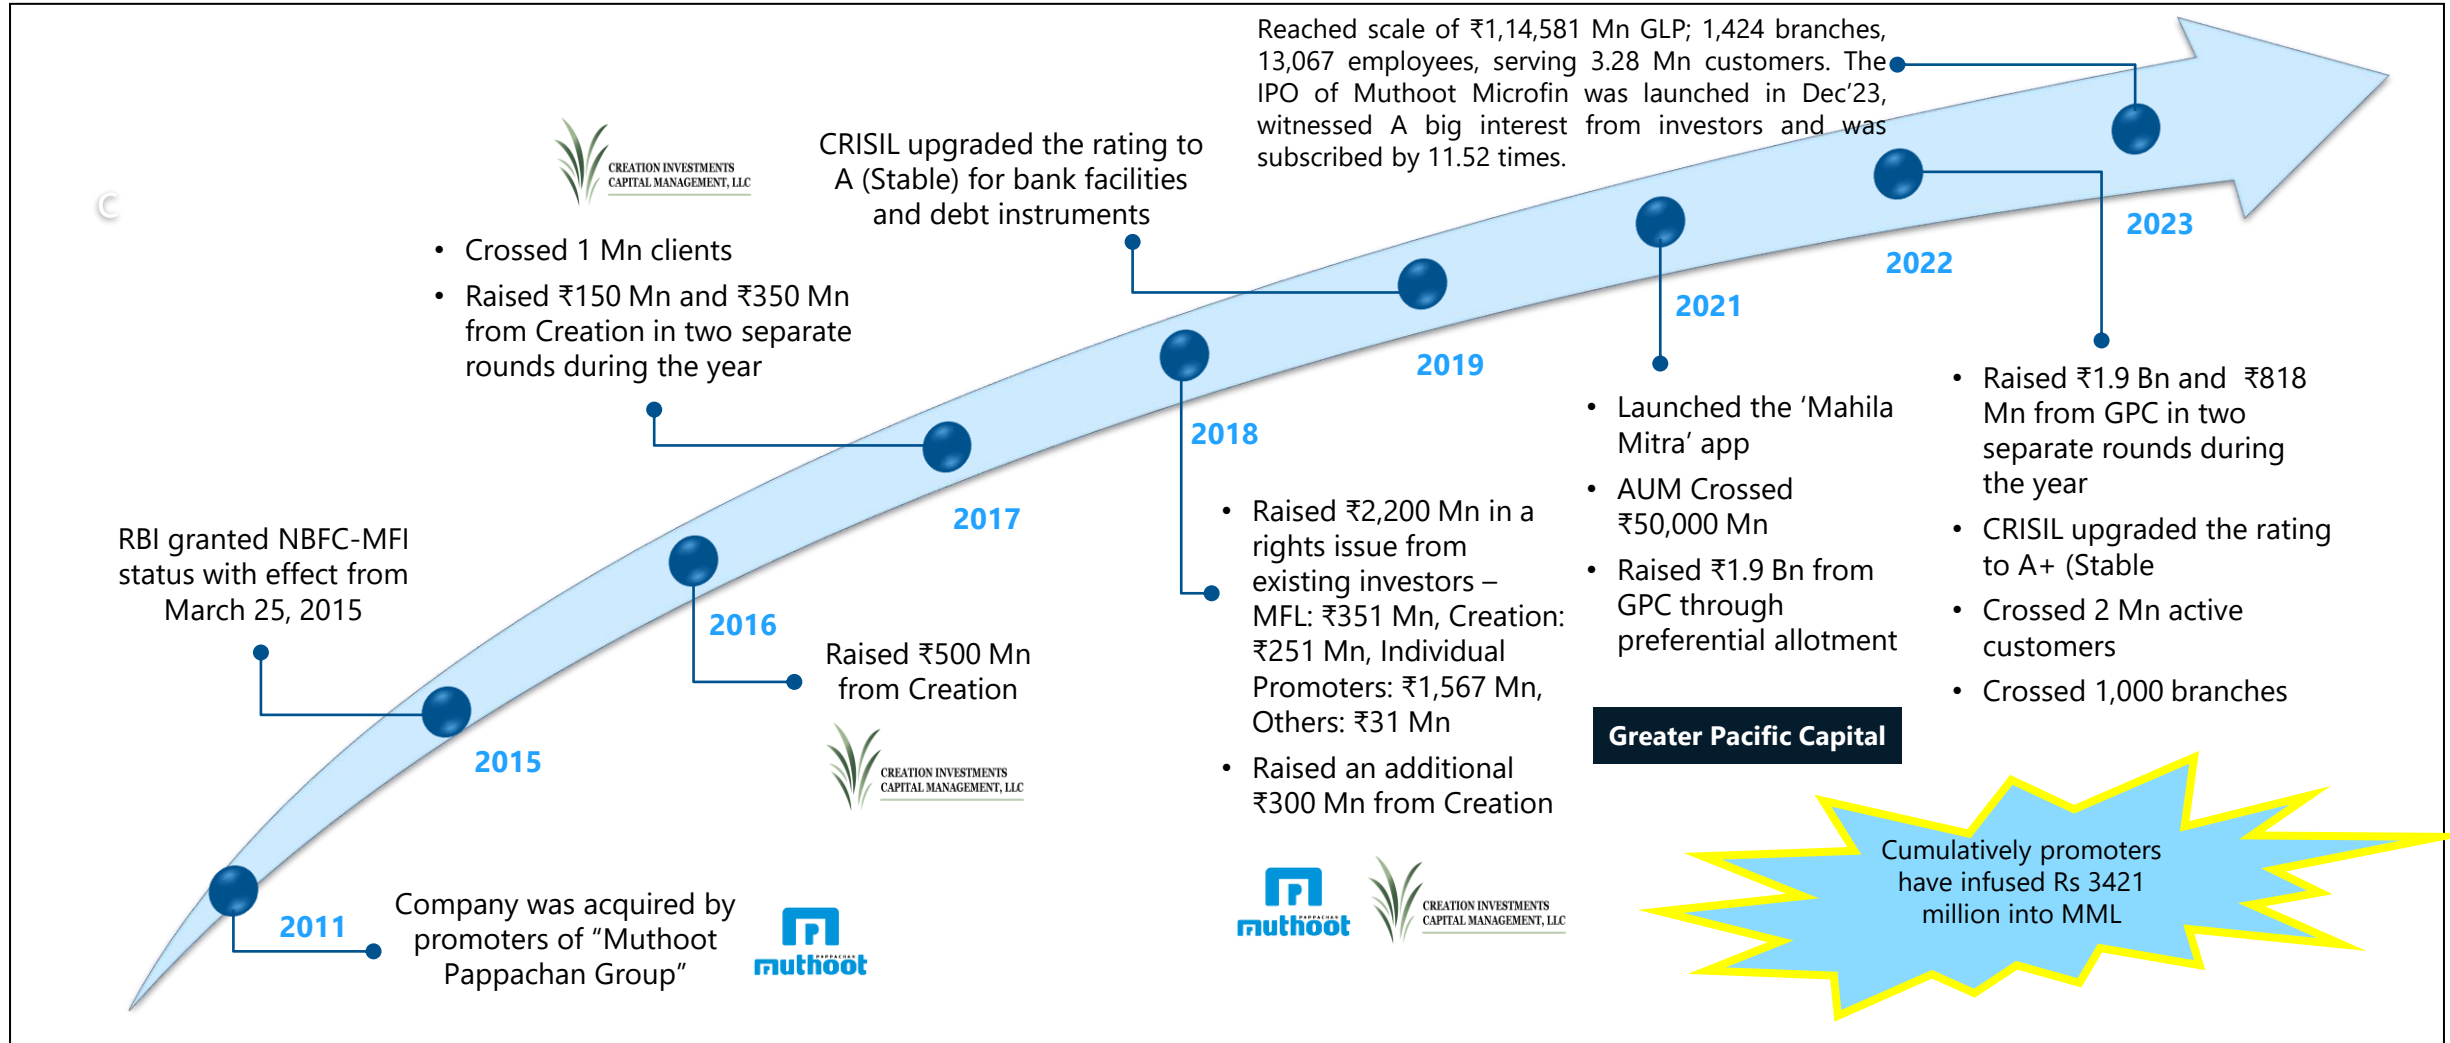 C
RBI granted NBFC-MFI
status with effect from
March 25, 2015
CREATION INVESTMENTS
CAPITAL MANAGEMENT, LLC
• Crossed 1 Mn clients
• Raised ₹150 Mn and ₹350 Mn
from Creation in two separate
rounds during the year
CRISIL upgraded the rating to
A (Stable) for bank facilities
and debt instruments
Reached scale of ₹1,14,581 Mn GLP; 1,424 branches,
13,067 employees, serving 3.28 Mn customers. The
IPO of Muthoot Microfin was launched in Dec’23,
witnessed A big interest from investors and was
subscribed by 11.52 times.
2011
2015
2016
2017
2018
2019
2021
2022
2023
Company was acquired by
promoters of “Muthoot
Pappachan Group”
PAPPACHAN
muthoot
Raised ₹500 Mn
from Creation
CREATION INVESTMENTS
CAPITAL MANAGEMENT, LLC
• Raised ₹2,200 Mn in a
rights issue from
existing investors –
MFL: ₹351 Mn, Creation:
₹251 Mn, Individual
Promoters: ₹1,567 Mn,
Others: ₹31 Mn
• Raised an additional
₹300 Mn from Creation
PAPPACHAN
muthoot
CREATION INVESTMENTS
CAPITAL MANAGEMENT, LLC
• Launched the ‘Mahila
Mitra’ app
• AUM Crossed
₹50,000 Mn
• Raised ₹1.9 Bn from
GPC through
preferential allotment
Greater Pacific Capital
• Raised ₹1.9 Bn and ₹818
Mn from GPC in two
separate rounds during
the year
• CRISIL upgraded the rating
to A+ (Stable
• Crossed 2 Mn active
customers
• Crossed 1,000 branches
Cumulatively promoters
have infused Rs 3421
million into MML